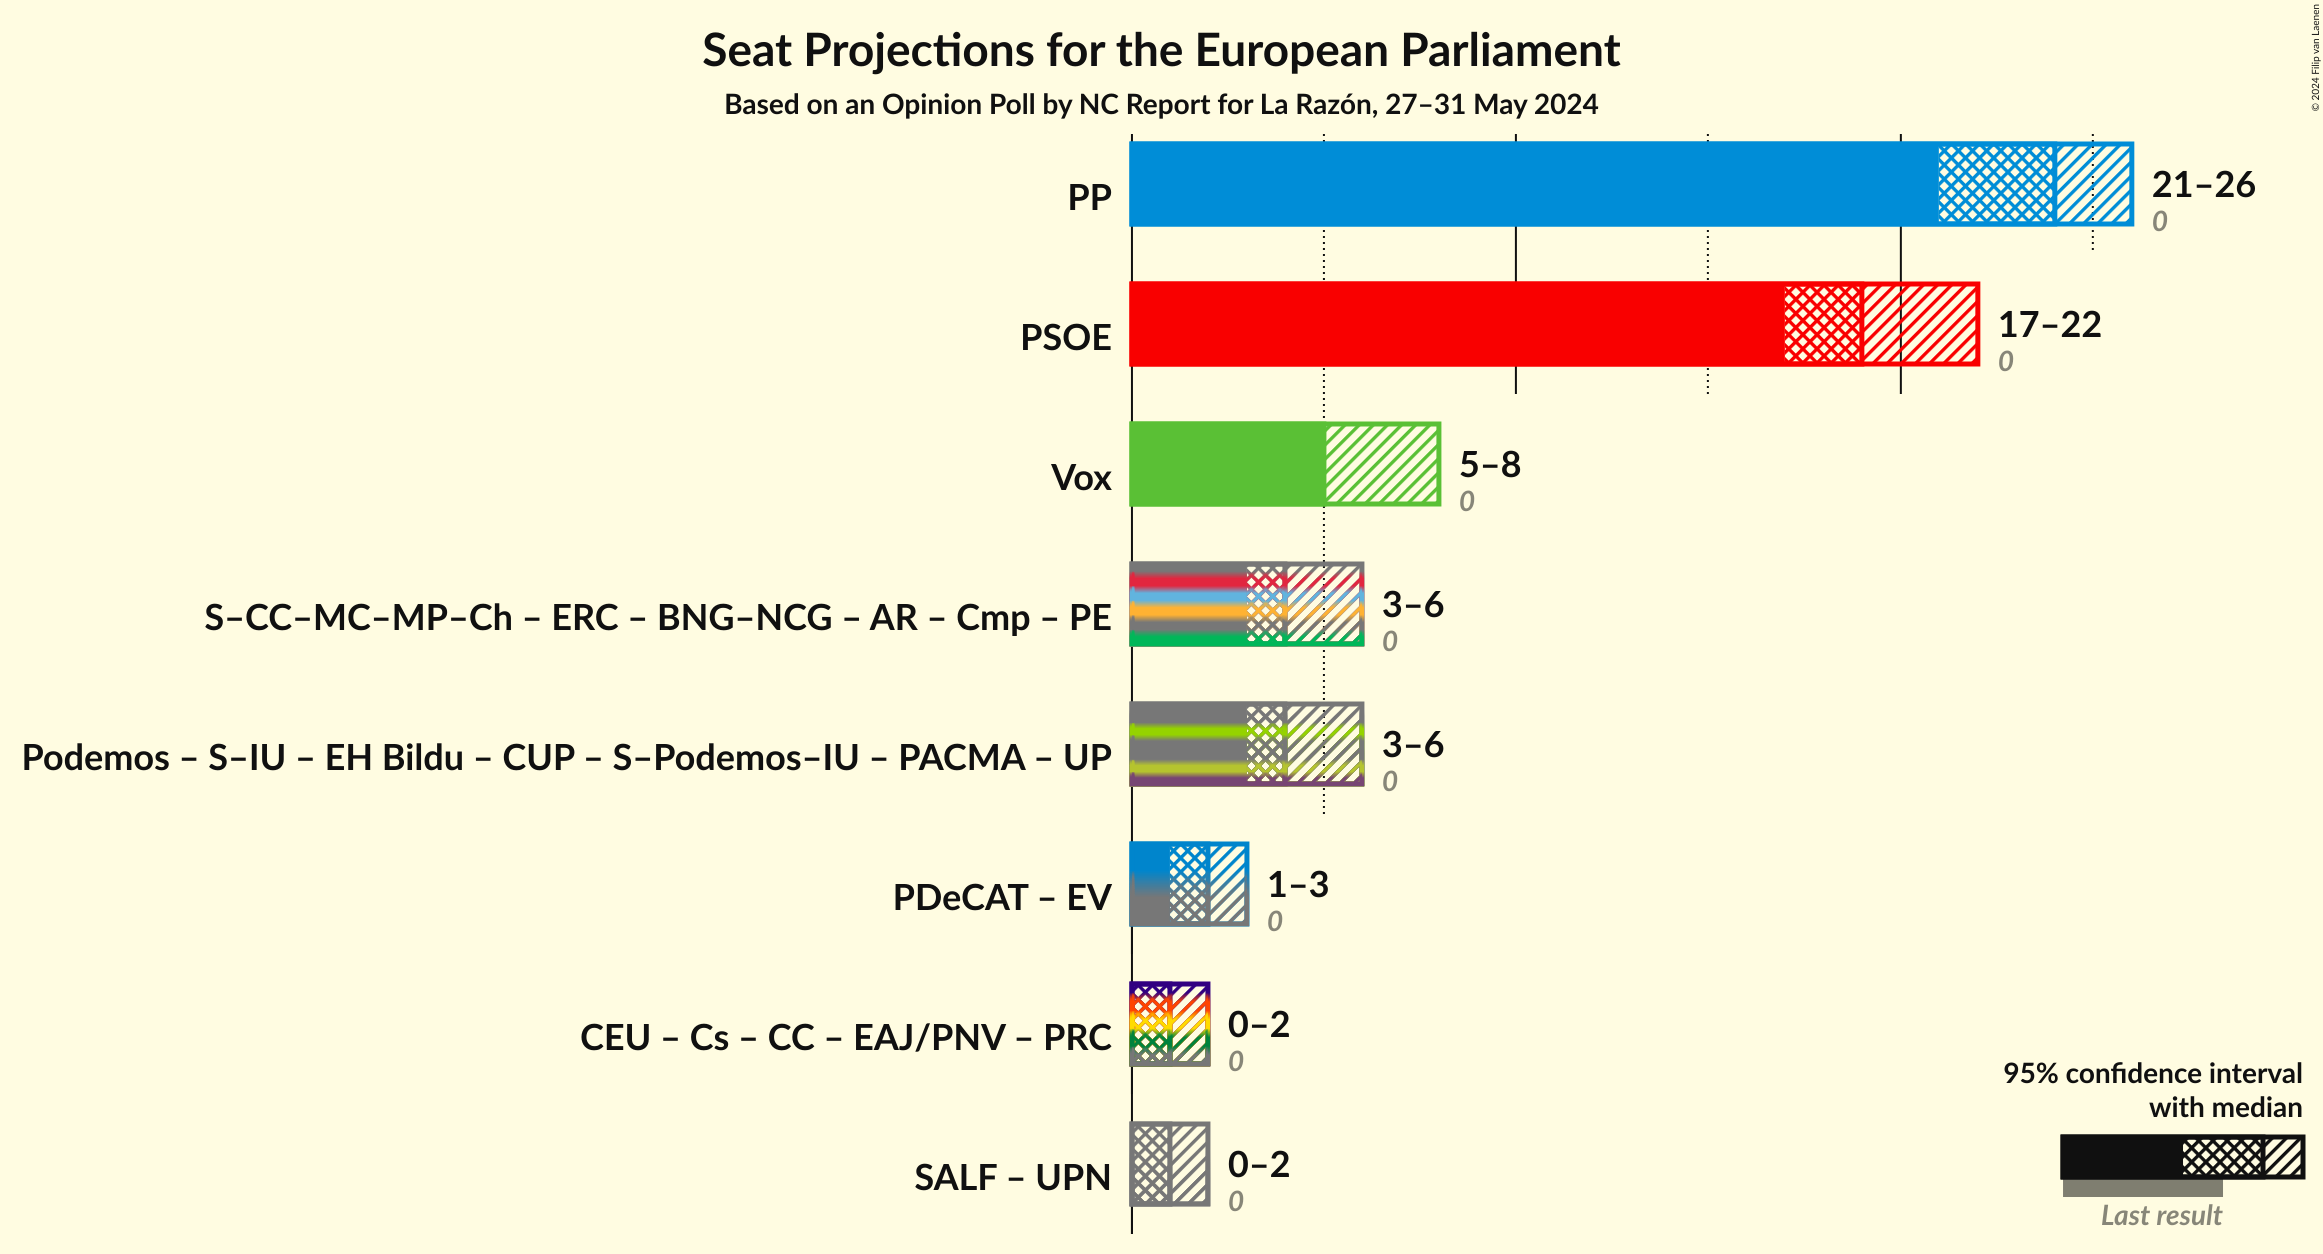 Seat Projections for the European Parliament
Based on an Opinion Poll by NC Report for La Razón, 27–31 May 2024
© 2024 Filip van Laenen
PP
21–26
0
PSOE
17–22
0
Vox
5–8
0
S–CC–MC–MP–Ch – ERC – BNG–NCG – AR – Cmp – PE
3–6
0
Podemos – S–IU – EH Bildu – CUP – S–Podemos–IU – PACMA – UP
3–6
0
PDeCAT – EV
1–3
0
CEU – Cs – CC – EAJ/PNV – PRC
0–2
0
SALF – UPN
0–2
0
95% confidence interval
with median
Last result